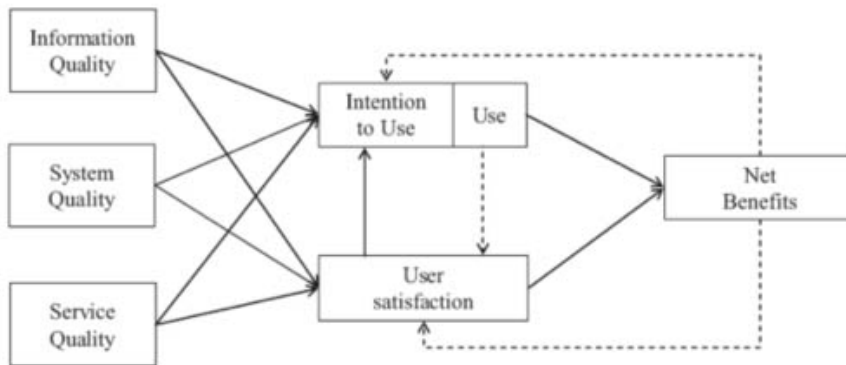 Information
Quality
Intention
to Use
Use
System
Quality
Net
Benefits
User
satisfaction
Service
Quality